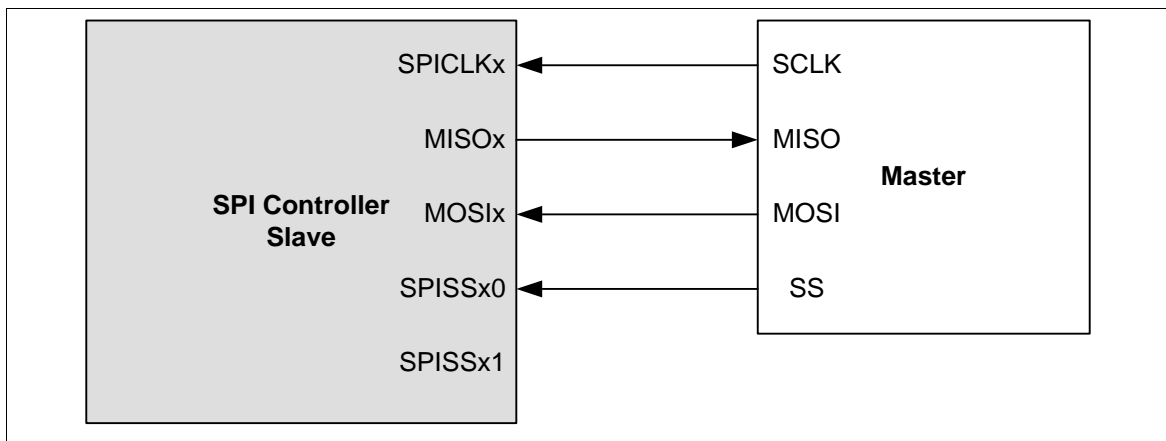 SPICLKx
SCLK
MISOx
MISO
SPI Controller
Slave
MOSIx
MOSI
Master
SPISSx0
SS
SPISSx1